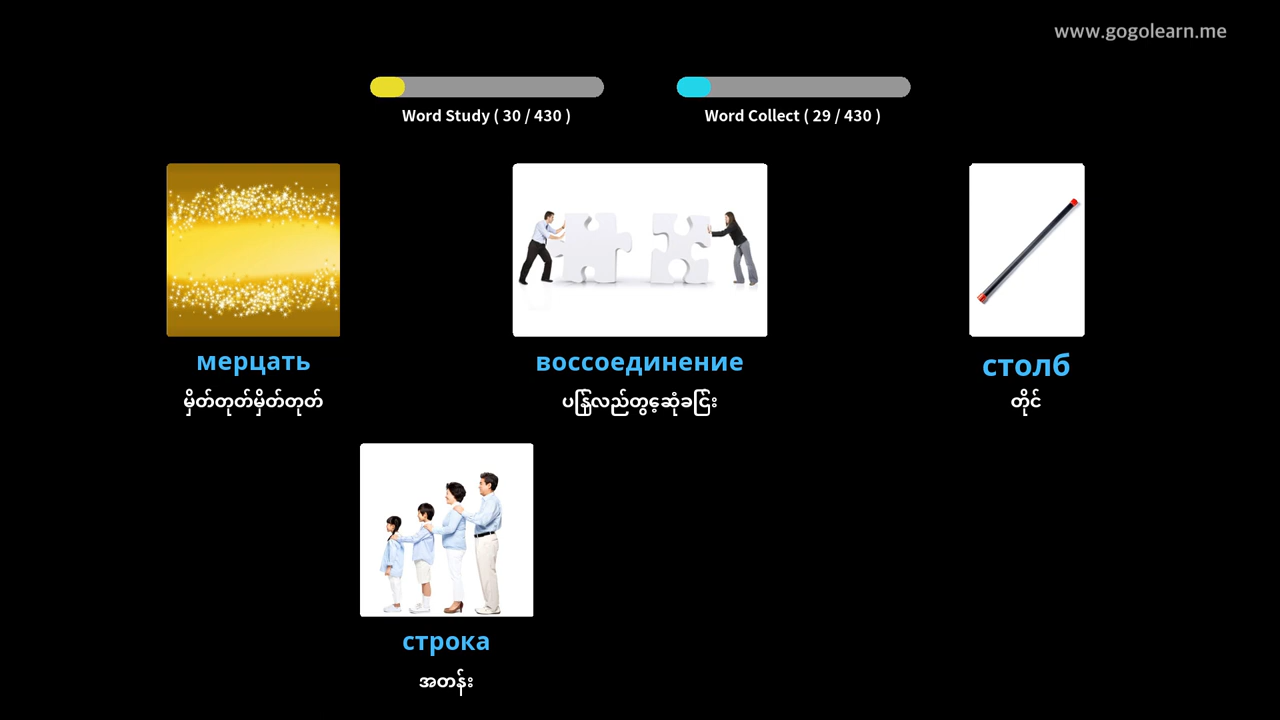 www.gogolearn.me
Word Study ( 30 / 430 )
Word Collect ( 29 / 430 )
мерцать
воссоединение
столб
မှိတ်တုတ်မှိတ်တုတ်
ပြန်လည်တွေ့ဆုံခြင်း
တိုင်
строка
အတန်း